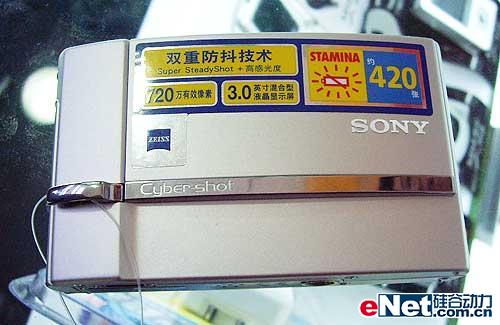 双重防抖技术
Super SteadyShot + 高感光度
720万有效像素
3.0英寸混合型
液晶显示屏
STAMINA
约
420
张
SONY
ZEISS
Cyber-shot
eNet硅谷动力
.com.cn